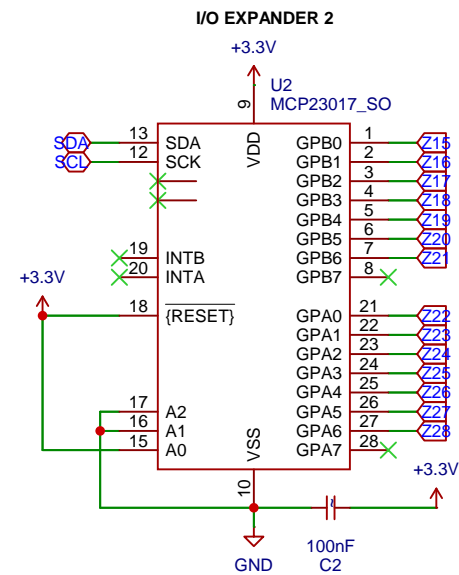 I/O EXPANDER 2
+3.3V
U2
MCP23017_SO
9
VDD
SDA 13 SDA
SCL 12 SCK
19 INTB
20 INTA
+3.3V
18 {RESET}
17 A2
16 A1
15 A0
GPB0 1 Z15
GPB1 2 Z16
GPB2 3 Z17
GPB3 4 Z18
GPB4 5 Z19
GPB5 6 Z20
GPB6 7 Z21
GPB7 8
GPA0 21 Z22
GPA1 22 Z23
GPA2 23 Z24
GPA3 24 Z25
GPA4 25 Z26
GPA5 26 Z27
GPA6 27 Z28
GPA7 28
VSS
10
+3.3V
GND
100nF
C2